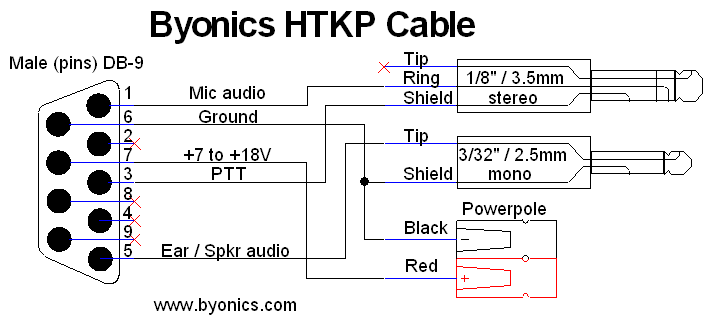 Byonics HTKP Cable
Male (pins) DB-9
Tip
Ring
Shield
1/8" / 3.5mm
stereo
1
Mic audio
6
Ground
2
7
+7 to +18V
3
PTT
8
4
9
5
Ear / Spkr audio
Tip
Shield
3/32" / 2.5mm
mono
Powerpole
Black
−
Red
+
www.byonics.com